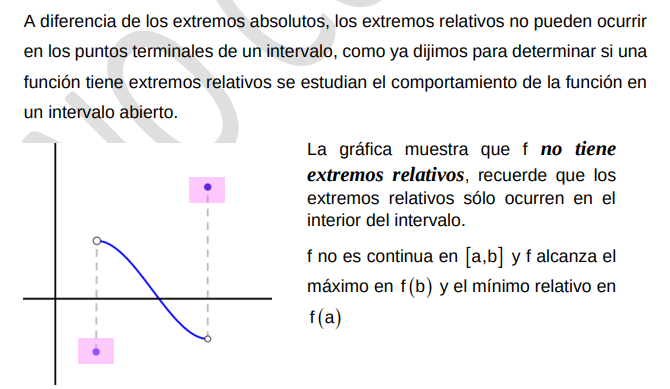 A diferencia de los extremos absolutos, los extremos relativos no pueden ocurrir
en los puntos terminales de un intervalo, como ya dijimos para determinar si una
función tiene extremos relativos se estudian el comportamiento de la función en
un intervalo abierto.
La gráfica muestra que f no tiene
extremos relativos, recuerde que los
extremos relativos sólo ocurren en el
interior del intervalo.
f no es continua en [a,b] y f alcanza el
máximo en f(b) y el mínimo relativo en
f(a)